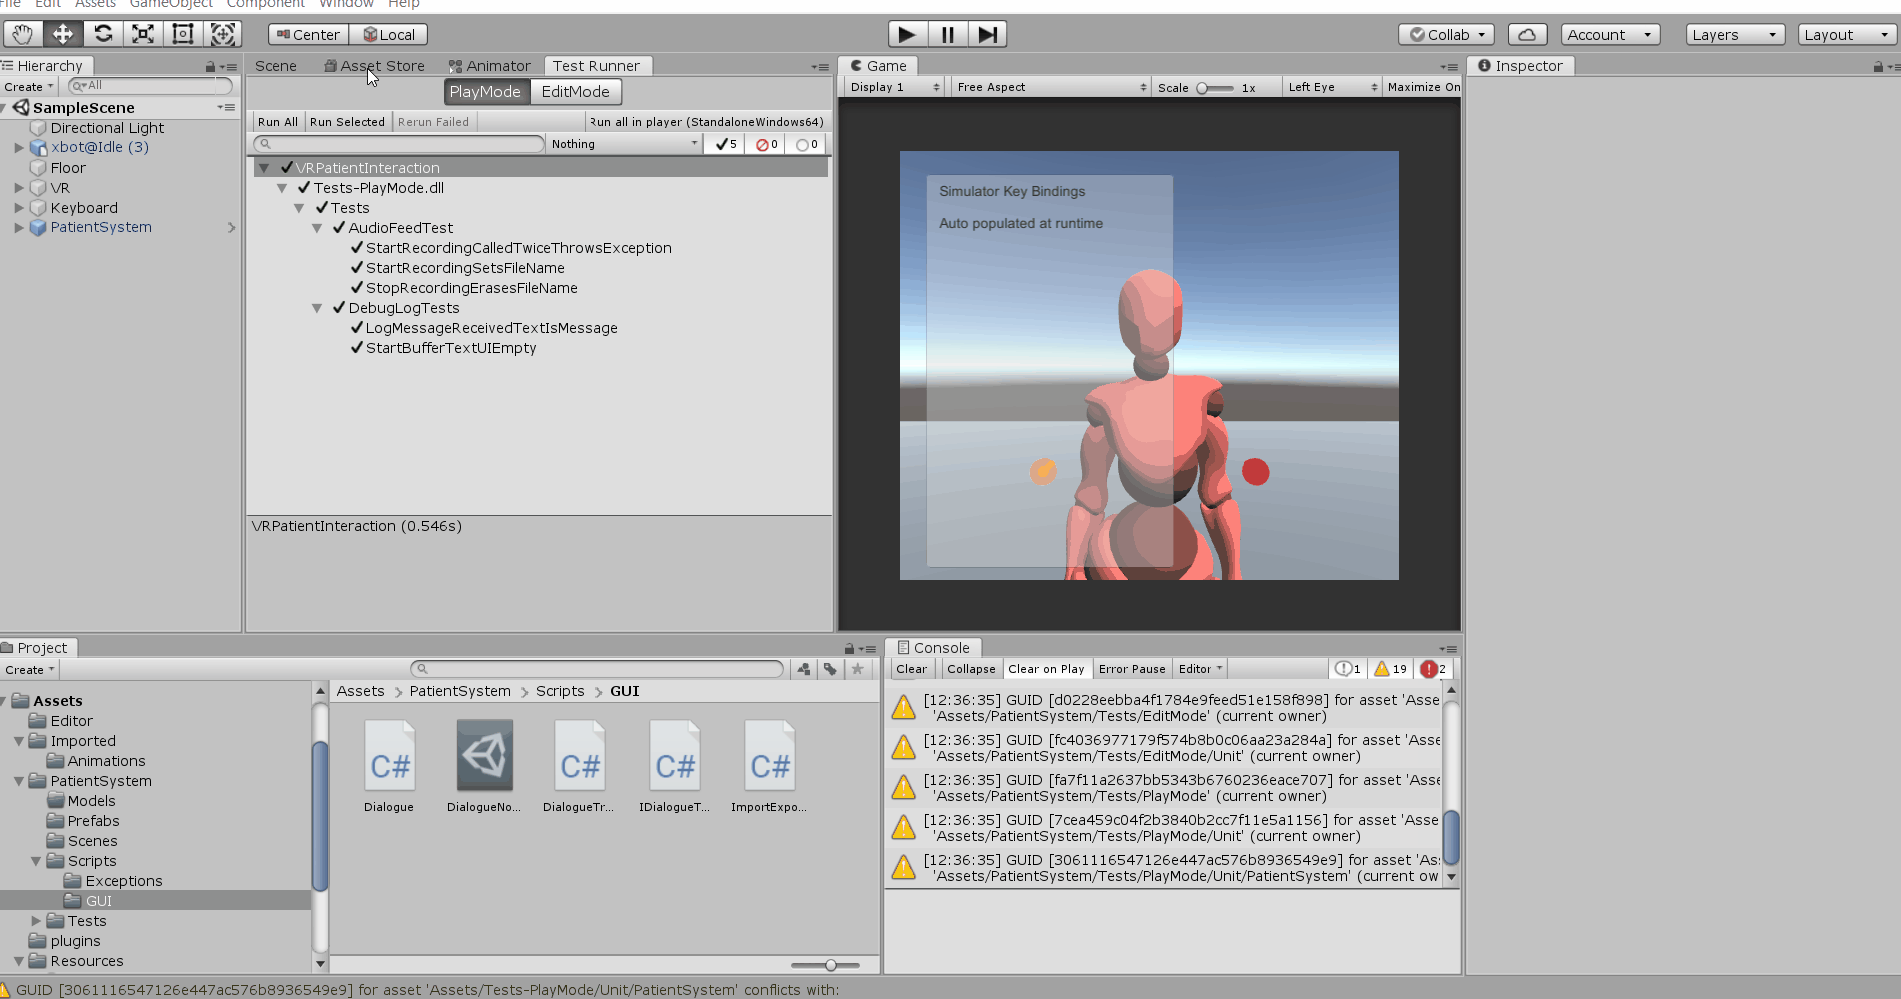 File Edit Assets GameObject Component Window Help
Center Local Collab Account Layers Layout
Hierarchy
Create All
SampleScene
Directional Light
xbot@Idle (3)
Floor
VR
Keyboard
PatientSystem
Scene Asset Store Animator Test Runner
PlayMode EditMode
Run All Run Selected Rerun Failed Run all in player (StandaloneWindows64)
Nothing 5 0 0
VRPatientInteraction
Tests-PlayMode.dll
Tests
AudioFeedTest
StartRecordingCalledTwiceThrowsException
StartRecordingSetsFileName
StopRecordingErasesFileName
DebugLogTests
LogMessageReceivedTextIsMessage
StartBufferTextUIEmpty
VRPatientInteraction (0.546s)
Game
Display 1 Free Aspect Scale 1x Left Eye Maximize On
Simulator Key Bindings
Auto populated at runtime
Inspector
Project
Create
Assets
Editor
Imported
Animations
PatientSystem
Models
Prefabs
Scenes
Scripts
Exceptions
GUI
Tests
plugins
Resources
Assets > PatientSystem > Scripts > GUI
C# C# C# C#
Dialogue DialogueNo... DialogueTr... IDialogueT... ImportExpo...
Console
Clear Collapse Clear on Play Error Pause Editor 1 19 2
[12:36:35] GUID [d0228eebba4f1784e9feed51e158f898] for asset 'Asse
'Assets/PatientSystem/Tests/EditMode' (current owner)
[12:36:35] GUID [fc4036977179f574b8b0c06aa23a284a] for asset 'Asse
'Assets/PatientSystem/Tests/EditMode/Unit' (current owner)
[12:36:35] GUID [fa7f11a2637bb5343b6760236eace707] for asset 'Asse
'Assets/PatientSystem/Tests/PlayMode' (current owner)
[12:36:35] GUID [7cea459c04f2b3840b2cc7f11e5a1156] for asset 'Asse
'Assets/PatientSystem/Tests/PlayMode/Unit' (current owner)
[12:36:35] GUID [3061116547126e447ac576b8936549e9] for asset 'Ass
'Assets/PatientSystem/Tests/PlayMode/Unit/PatientSystem' (current ow
GUID [3061116547126e447ac576b8936549e9] for asset 'Assets/Tests-PlayMode/Unit/PatientSystem' conflicts with: